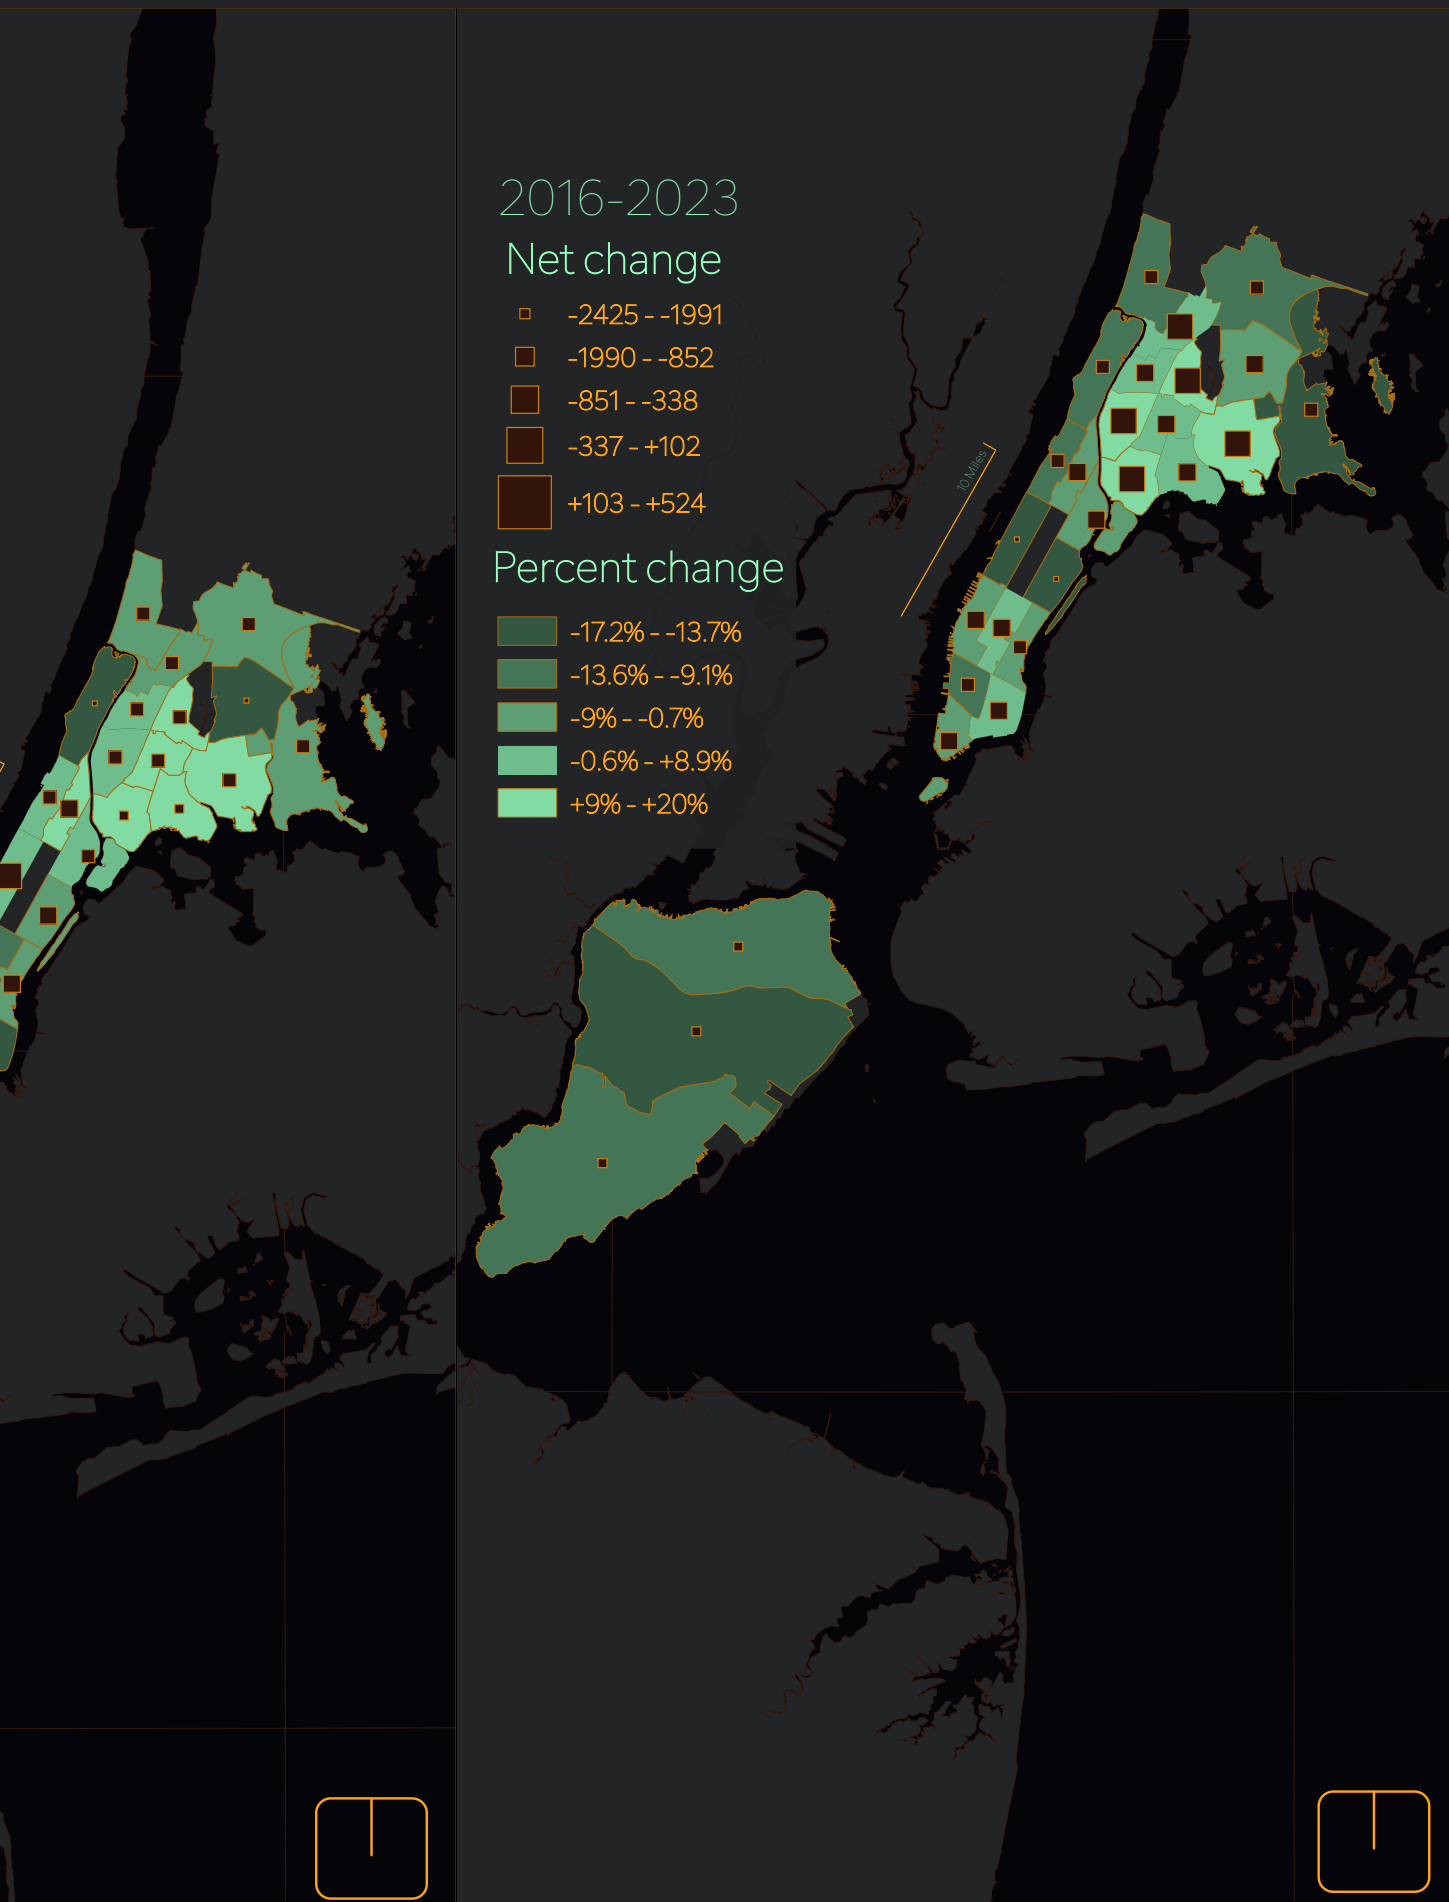 2016-2023
Net change
-2425 - -1991
-1990 - -852
-851 - -338
-337 - +102
+103 - +524
Percent change
-17.2% - -13.7%
-13.6% - -9.1%
-9% - -0.7%
-0.6% - +8.9%
+9% - +20%
10 Miles